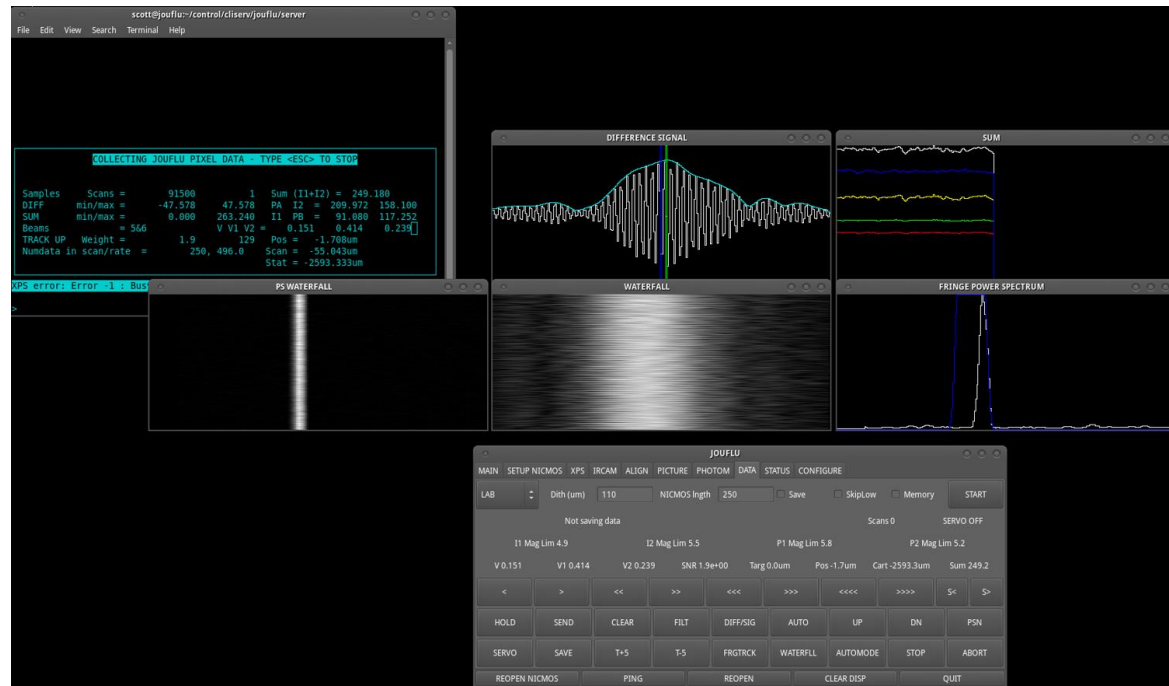 scott@jouflu:~/control/cliserv/jouflu/server
File Edit View Search Terminal Help
COLLECTING JOUFLU PIXEL DATA - TYPE <ESC> TO STOP
Samples Scans = 91500 1 Sum (I1+I2) = 249.180
DIFF min/max = -47.578 47.578 PA I2 = 209.972 158.100
SUM min/max = 0.000 263.240 I1 PB = 91.080 117.252
Beams = 5&6 V V1 V2 = 0.151 0.414 0.239
TRACK UP Weight = 1.9 129 Pos = -1.708um
Numdata in scan/rate = 250, 496.0 Scan = -55.043um
Stat = -2593.333um
XPS error: Error -1 : Bus
>
DIFFERENCE SIGNAL
SUM
PS WATERFALL
WATERFALL
FRINGE POWER SPECTRUM
JOUFLU
MAIN SETUP NICMOS XPS IRCAM ALIGN PICTURE PHOTOM DATA STATUS CONFIGURE
LAB Dith (um) 110 NICMOS lngth 250 Save SkipLow Memory START
Not saving data Scans 0 SERVO OFF
I1 Mag Lim 4.9 I2 Mag Lim 5.5 P1 Mag Lim 5.8 P2 Mag Lim 5.2
V 0.151 V1 0.414 V2 0.239 SNR 1.9e+00 Targ 0.0um Pos -1.7um Cart -2593.3um Sum 249.2
< > << >> <<< >>> <<<< >>>> S< S>
HOLD SEND CLEAR FILT DIFF/SIG AUTO UP DN PSN
SERVO SAVE T+5 T-5 FRGTRCK WATERFLL AUTOMODE STOP ABORT
REOPEN NICMOS PING REOPEN CLEAR DISP QUIT